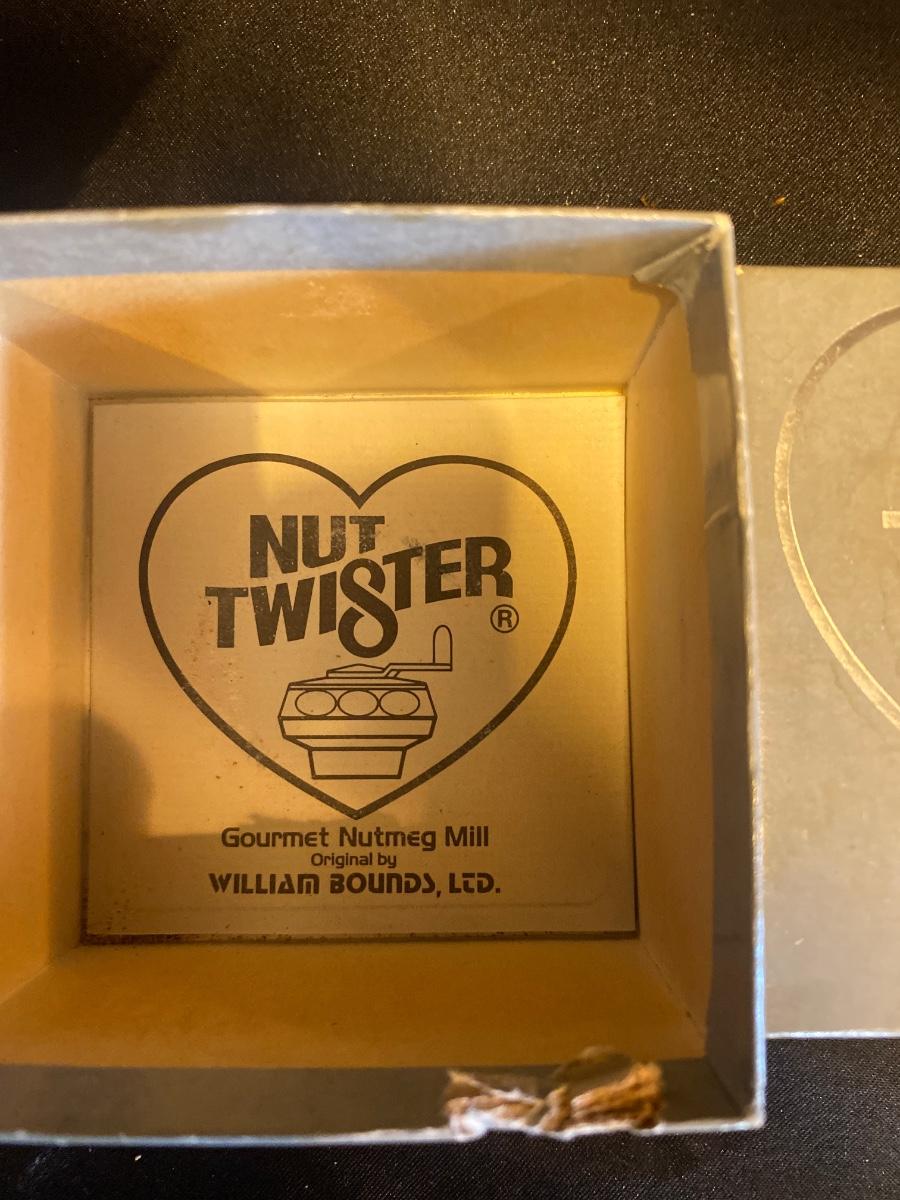 NUT
TWISTER
®
Gourmet Nutmeg Mill
Original by
WILLIAM BOUNDS, LTD.